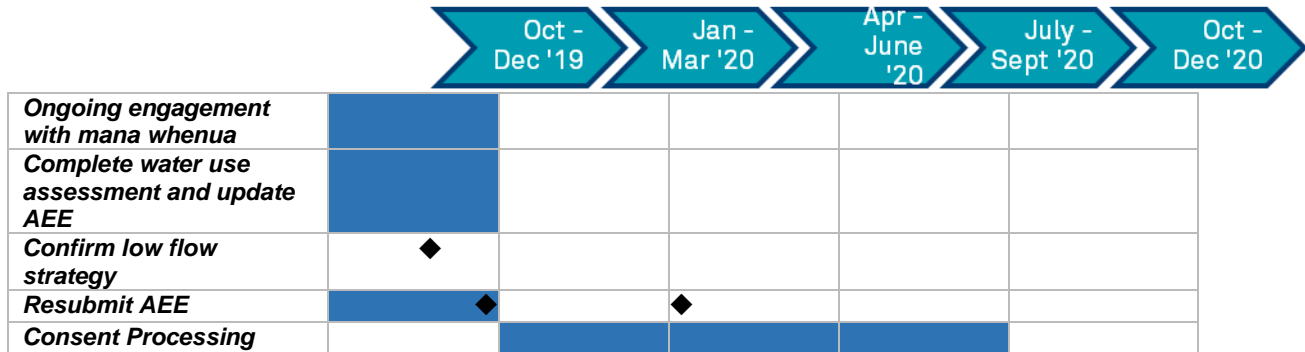 Oct -
Dec '19
Jan -
Mar '20
Apr -
June
'20
July -
Sept '20
Oct -
Dec '20
Ongoing engagement
with mana whenua
Complete water use
assessment and update
AEE
Confirm low flow
strategy
Resubmit AEE
Consent Processing